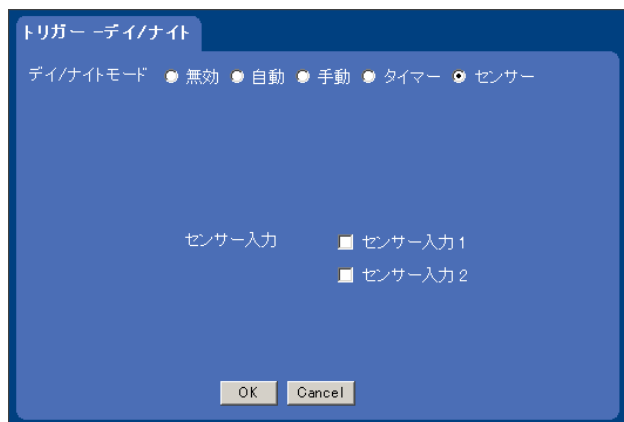 トリガー −デイ/ナイト
デイ/ナイトモード 無効 自動 手動 タイマー センサー
センサー入力 センサー入力 1
センサー入力 2
OK Cancel